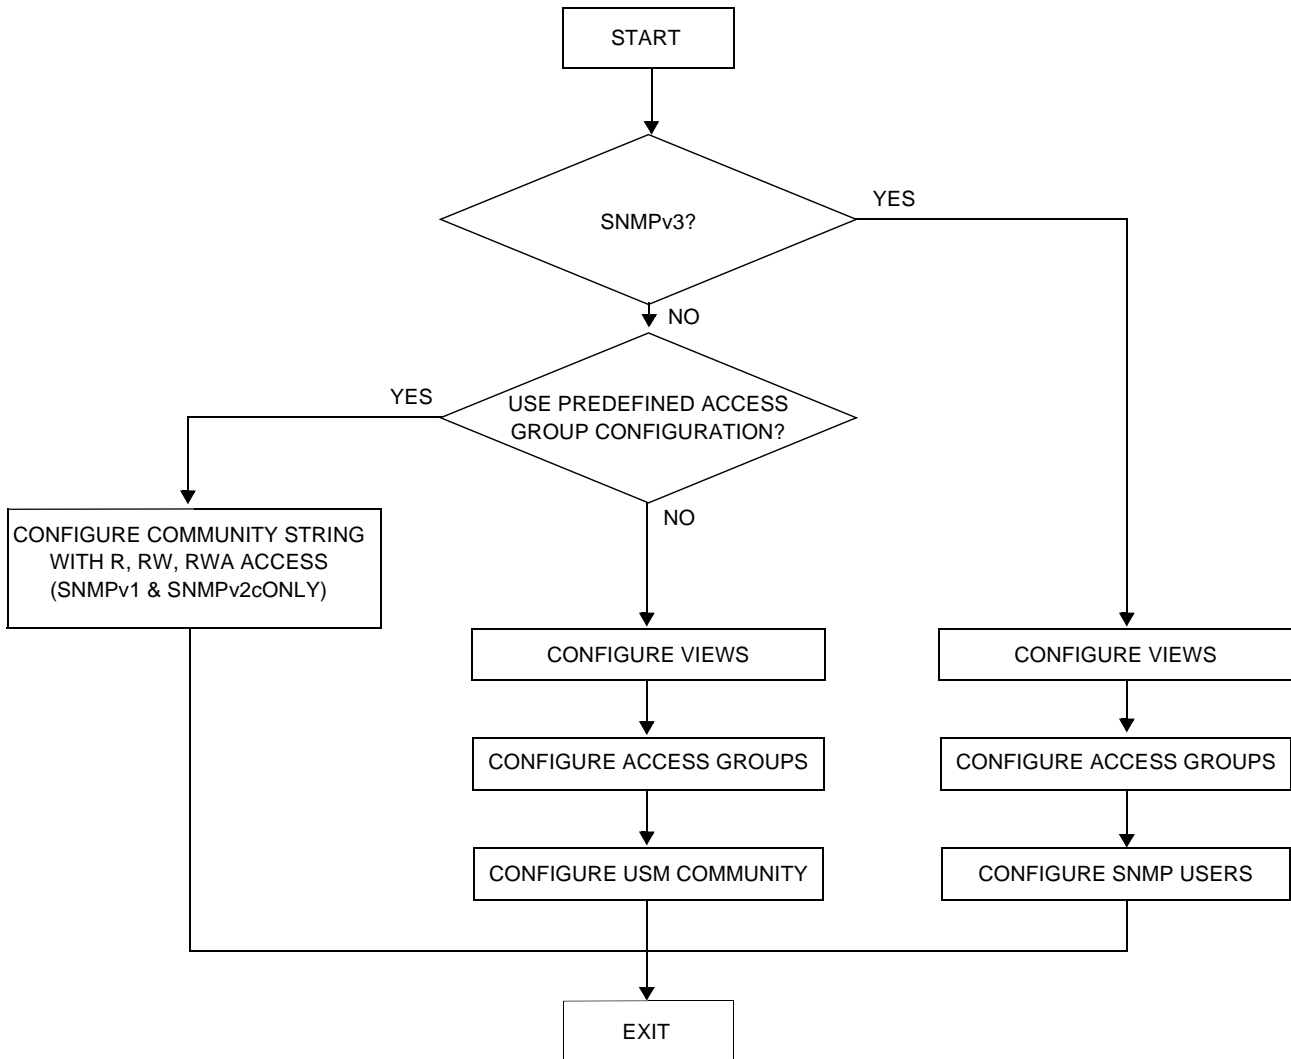 START
YES
SNMPv3?
NO
YES
USE PREDEFINED ACCESS
GROUP CONFIGURATION?
NO
CONFIGURE COMMUNITY STRING
WITH R, RW, RWA ACCESS
(SNMPv1 & SNMPv2cONLY)
CONFIGURE VIEWS
CONFIGURE VIEWS
CONFIGURE ACCESS GROUPS
CONFIGURE ACCESS GROUPS
CONFIGURE USM COMMUNITY
CONFIGURE SNMP USERS
EXIT